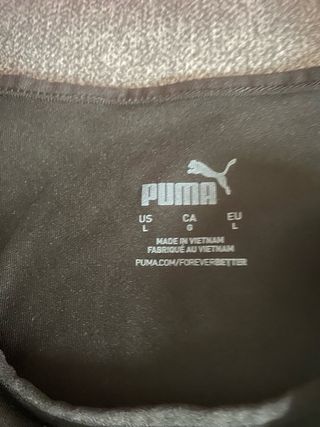 PUMA
US CA EU
L G L
MADE IN VIETNAM
FABRIQUÉ AU VIETNAM
PUMA.COM/FOREVERBETTER